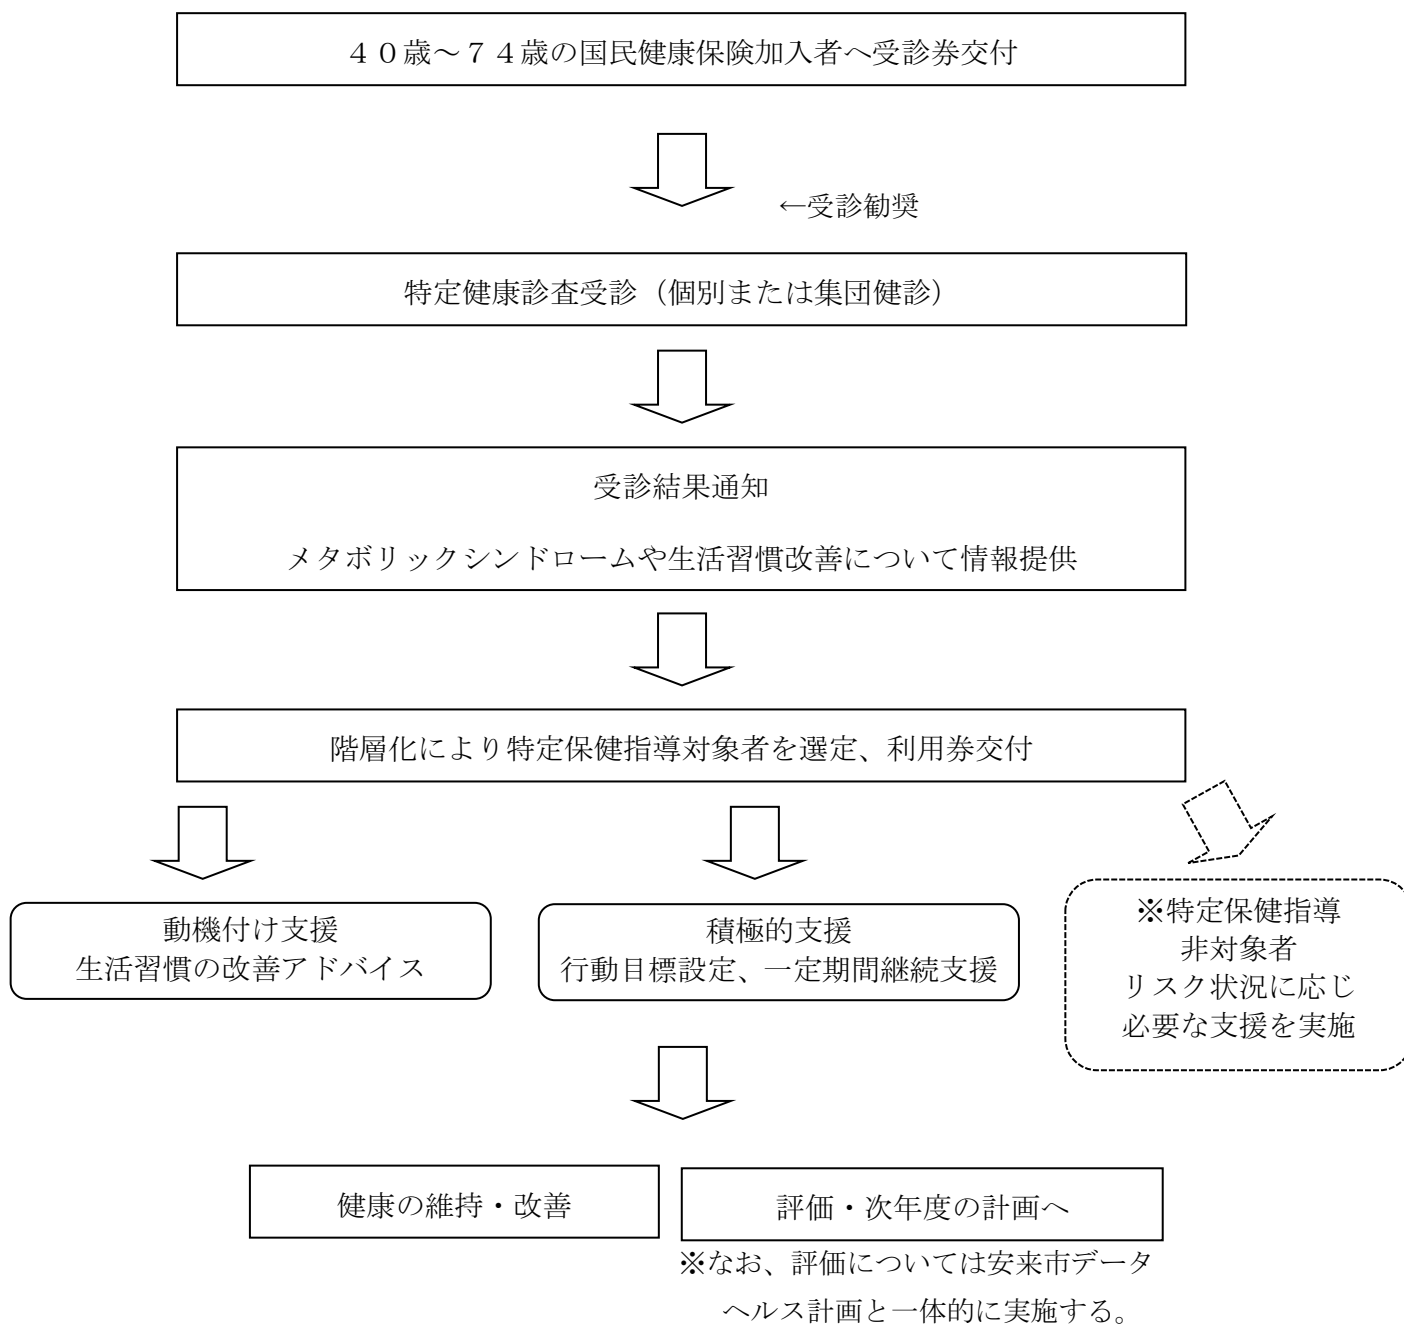 ４０歳～７４歳の国民健康保険加入者へ受診券交付
←受診勧奨
特定健康診査受診（個別または集団健診）
受診結果通知
メタボリックシンドロームや生活習慣改善について情報提供
階層化により特定保健指導対象者を選定、利用券交付
動機付け支援
生活習慣の改善アドバイス
積極的支援
行動目標設定、一定期間継続支援
※特定保健指導
非対象者
リスク状況に応じ
必要な支援を実施
健康の維持・改善
評価・次年度の計画へ
※なお、評価については安来市データ
ヘルス計画と一体的に実施する。